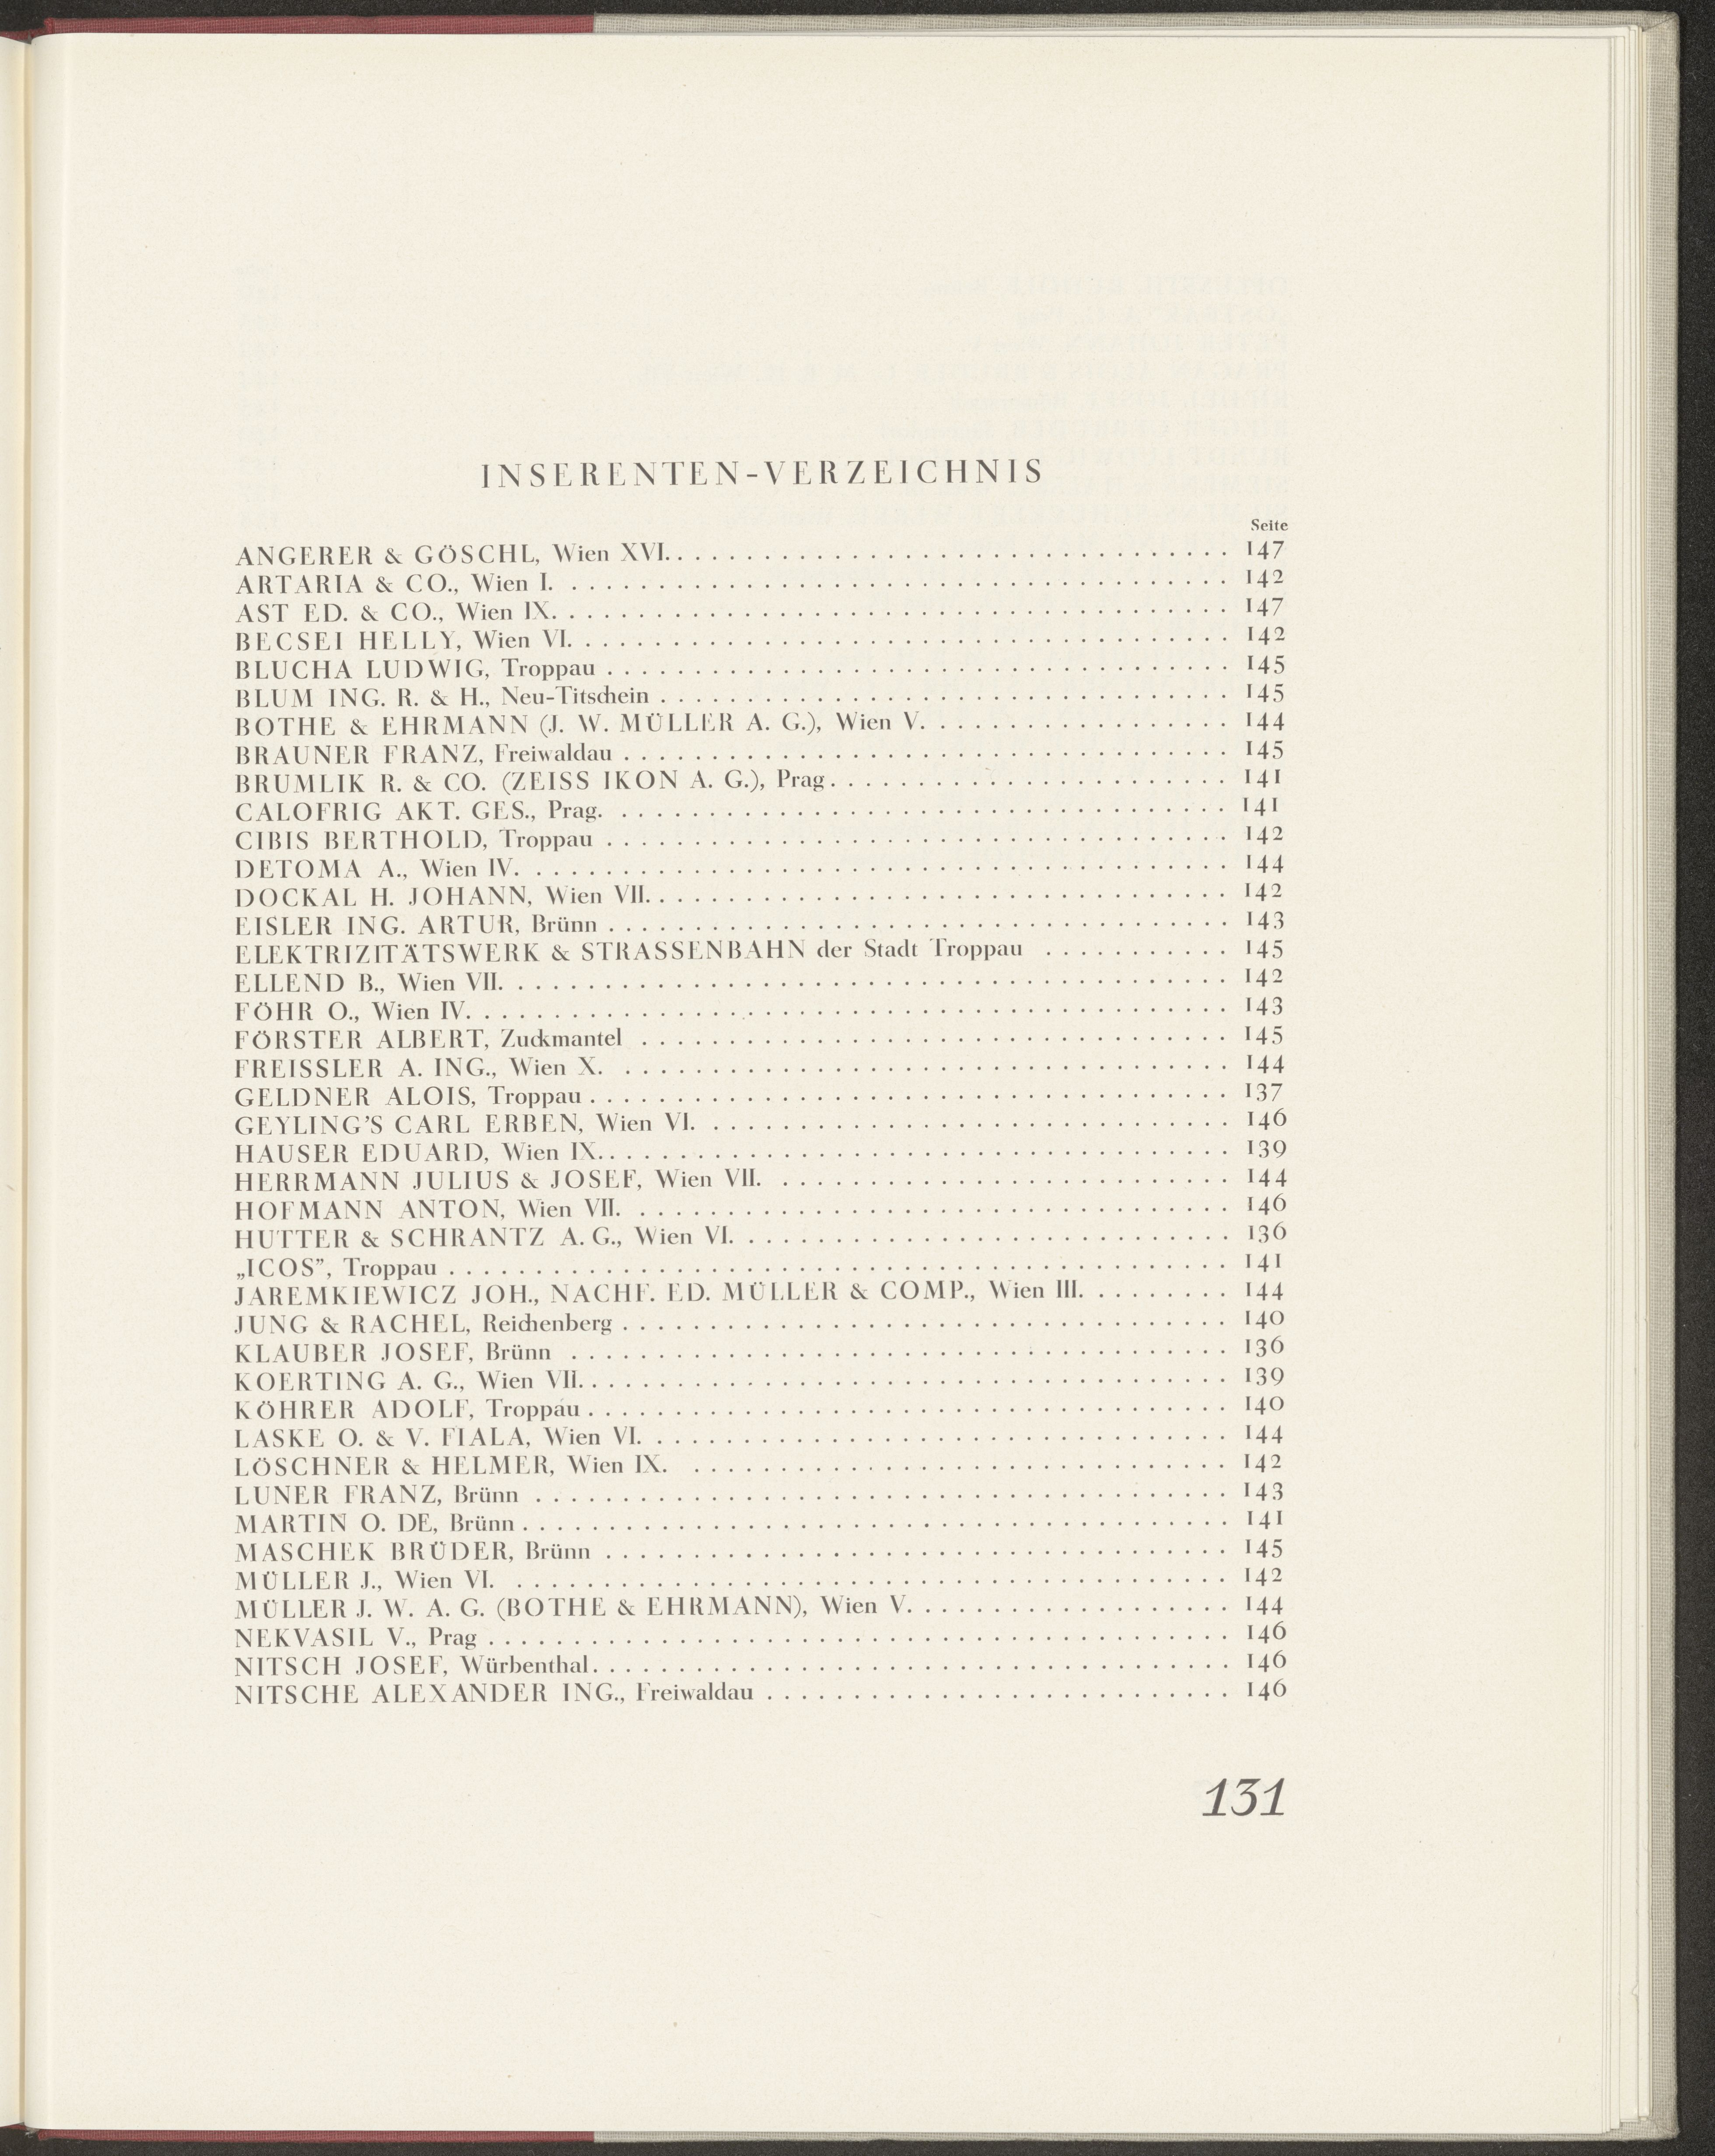 INSERENTEN-VERZEICHNIS
Seite
ANGERER & GÖSCHL, Wien XVI. . . . . . . . . . . . . . . . . . . . . . . . . . . . . . . . . 147
ARTARIA & CO., Wien I. . . . . . . . . . . . . . . . . . . . . . . . . . . . . . . . . 142
AST ED. & CO., Wien IX. . . . . . . . . . . . . . . . . . . . . . . . . . . . . . . . . 147
BECSEI HELLY, Wien VI. . . . . . . . . . . . . . . . . . . . . . . . . . . . . . . . . 142
BLUCHA LUDWIG, Troppau . . . . . . . . . . . . . . . . . . . . . . . . . . . . . . . . 145
BLUM ING. R. & H., Neu-Titschein . . . . . . . . . . . . . . . . . . . . . . . . . . . . . 145
BOTHE & EHRMANN (J. W. MÜLLER A. G.), Wien V. . . . . . . . . . . . . . . . . . 144
BRAUNER FRANZ, Freiwaldau . . . . . . . . . . . . . . . . . . . . . . . . . . . . . . . 145
BRUMLIK R. & CO. (ZEISS IKON A. G.), Prag . . . . . . . . . . . . . . . . . . . . . . . 141
CALOFRIG AKT. GES., Prag. . . . . . . . . . . . . . . . . . . . . . . . . . . . . . . . 141
CIBIS BERTHOLD, Troppau . . . . . . . . . . . . . . . . . . . . . . . . . . . . . . . . 142
DETOMA A., Wien IV. . . . . . . . . . . . . . . . . . . . . . . . . . . . . . . . . . . 144
DOCKAL H. JOHANN, Wien VII. . . . . . . . . . . . . . . . . . . . . . . . . . . . . . . 142
EISLER ING. ARTUR, Brünn . . . . . . . . . . . . . . . . . . . . . . . . . . . . . . . . 143
ELEKTRIZITÄTSWERK & STRASSENBAHN der Stadt Troppau . . . . . . . . . . . 145
ELLEND B., Wien VII. . . . . . . . . . . . . . . . . . . . . . . . . . . . . . . . . . . 142
FÖHR O., Wien IV. . . . . . . . . . . . . . . . . . . . . . . . . . . . . . . . . . . . 143
FÖRSTER ALBERT, Zuckmantel . . . . . . . . . . . . . . . . . . . . . . . . . . . . . . 145
FREISSLER A. ING., Wien X. . . . . . . . . . . . . . . . . . . . . . . . . . . . . . . . 144
GELDNER ALOIS, Troppau . . . . . . . . . . . . . . . . . . . . . . . . . . . . . . . . . 137
GEYLING'S CARL ERBEN, Wien VI. . . . . . . . . . . . . . . . . . . . . . . . . . . . . 146
HAUSER EDUARD, Wien IX. . . . . . . . . . . . . . . . . . . . . . . . . . . . . . . . . 139
HERRMANN JULIUS & JOSEF, Wien VII. . . . . . . . . . . . . . . . . . . . . . . . . . 144
HOFMANN ANTON, Wien VII. . . . . . . . . . . . . . . . . . . . . . . . . . . . . . . . 146
HUTTER & SCHRANTZ A. G., Wien VI. . . . . . . . . . . . . . . . . . . . . . . . . . . 136
„ICOS”, Troppau . . . . . . . . . . . . . . . . . . . . . . . . . . . . . . . . . . . . . 141
JAREMKIEWICZ JOH., NACHF. ED. MÜLLER & COMP., Wien III. . . . . . . . . 144
JUNG & RACHEL, Reichenberg . . . . . . . . . . . . . . . . . . . . . . . . . . . . . . . 140
KLAUBER JOSEF, Brünn . . . . . . . . . . . . . . . . . . . . . . . . . . . . . . . . . . 136
KOERTING A. G., Wien VII. . . . . . . . . . . . . . . . . . . . . . . . . . . . . . . . . 139
KÖHRER ADOLF, Troppau . . . . . . . . . . . . . . . . . . . . . . . . . . . . . . . . . 140
LASKE O. & V. FIALA, Wien VI. . . . . . . . . . . . . . . . . . . . . . . . . . . . . . . 144
LÖSCHNER & HELMER, Wien IX. . . . . . . . . . . . . . . . . . . . . . . . . . . . . . 142
LUNER FRANZ, Brünn . . . . . . . . . . . . . . . . . . . . . . . . . . . . . . . . . . . 143
MARTIN O. DE, Brünn . . . . . . . . . . . . . . . . . . . . . . . . . . . . . . . . . . . 141
MASCHEK BRÜDER, Brünn . . . . . . . . . . . . . . . . . . . . . . . . . . . . . . . . 145
MÜLLER J., Wien VI. . . . . . . . . . . . . . . . . . . . . . . . . . . . . . . . . . . . 142
MÜLLER J. W. A. G. (BOTHE & EHRMANN), Wien V. . . . . . . . . . . . . . . . . . . 144
NEKVASIL V., Prag . . . . . . . . . . . . . . . . . . . . . . . . . . . . . . . . . . . . 146
NITSCH JOSEF, Würbenthal . . . . . . . . . . . . . . . . . . . . . . . . . . . . . . . . 146
NITSCHE ALEXANDER ING., Freiwaldau . . . . . . . . . . . . . . . . . . . . . . . . . . 146
131